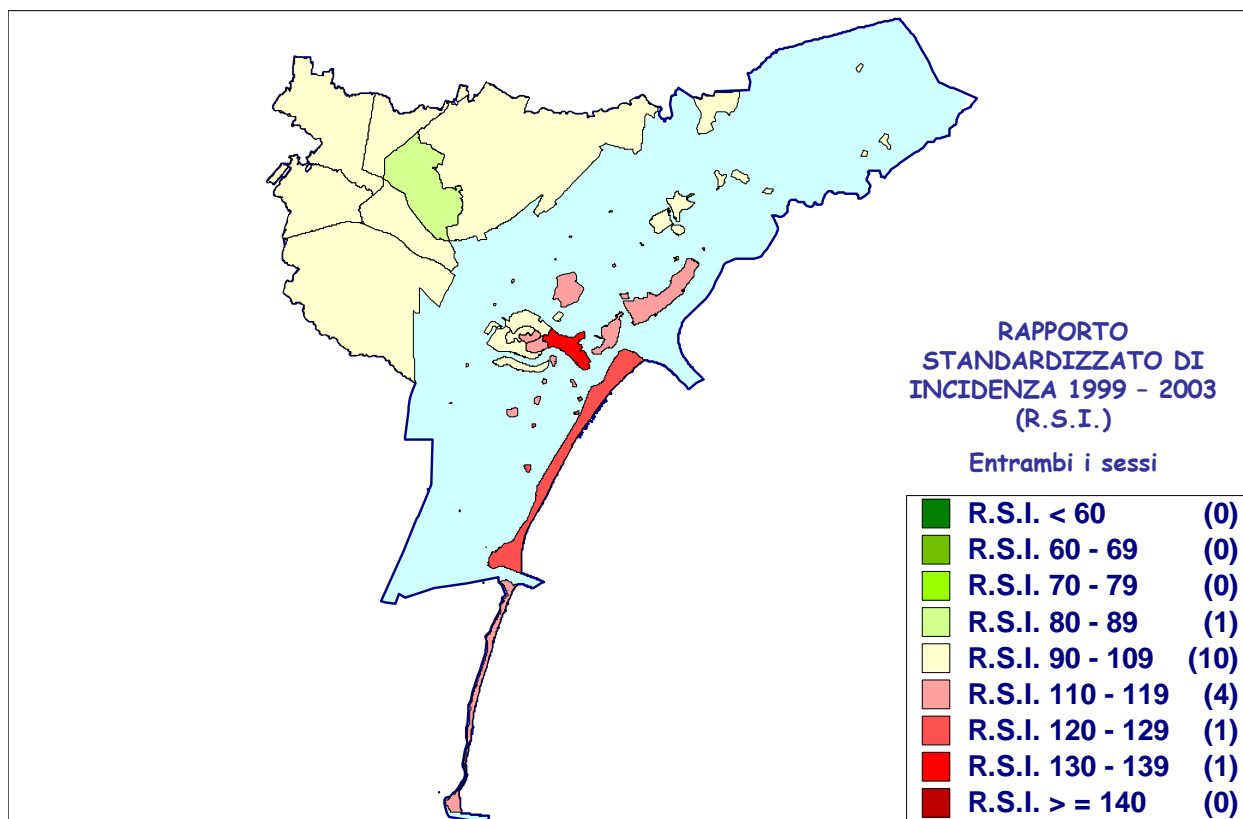 RAPPORTO
STANDARDIZZATO DI
INCIDENZA 1999 – 2003
(R.S.I.)
Entrambi i sessi
R.S.I. < 60 (0)
R.S.I. 60 - 69 (0)
R.S.I. 70 - 79 (0)
R.S.I. 80 - 89 (1)
R.S.I. 90 - 109 (10)
R.S.I. 110 - 119 (4)
R.S.I. 120 - 129 (1)
R.S.I. 130 - 139 (1)
R.S.I. > = 140 (0)